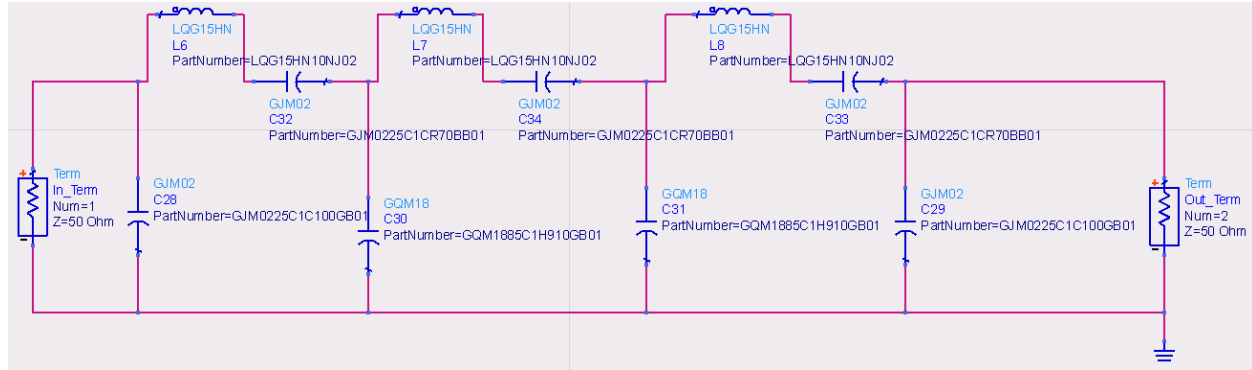 LQG15HN
L6
PartNumber=LQG15HN10NJ02
LQG15HN
L7
PartNumber=LQG15HN10NJ02
LQG15HN
L8
PartNumber=LQG15HN10NJ02
GJM02
C32
PartNumber=GJM0225C1CR70BB01
GJM02
C34
PartNumber=GJM0225C1CR70BB01
GJM02
C33
PartNumber=GJM0225C1CR70BB01
+
Term
In_Term
Num=1
Z=50 Ohm
-
GJM02
C28
PartNumber=GJM0225C1C100GB01
GQM18
C30
PartNumber=GQM1885C1H910GB01
GQM18
C31
PartNumber=GQM1885C1H910GB01
GJM02
C29
PartNumber=GJM0225C1C100GB01
+
Term
Out_Term
Num=2
Z=50 Ohm
-